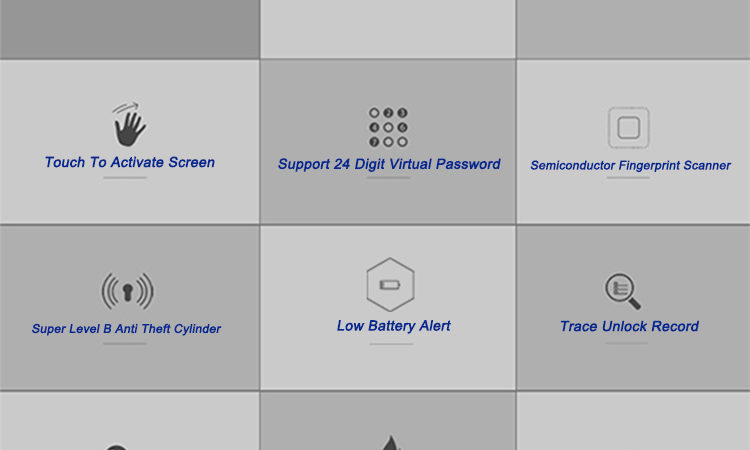 Touch To Activate Screen
Support 24 Digit Virtual Password
Semiconductor Fingerprint Scanner
Super Level B Anti Theft Cylinder
Low Battery Alert
Trace Unlock Record